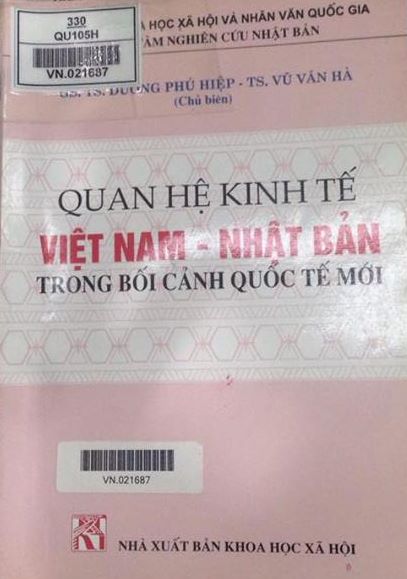 330
QU105H
VN.021687
HỌC XÃ HỘI VÀ NHÂN VĂN QUỐC GIA
TÂM NGHIÊN CỨU NHẬT BẢN
GS. TS. DƯƠNG PHÚ HIỆP - TS. VŨ VĂN HÀ
(Chủ biên)
QUAN HỆ KINH TẾ
VIỆT NAM - NHẬT BẢN
TRONG BỐI CẢNH QUỐC TẾ MỚI
VN.021687
NHÀ XUẤT BẢN KHOA HỌC XÃ HỘI